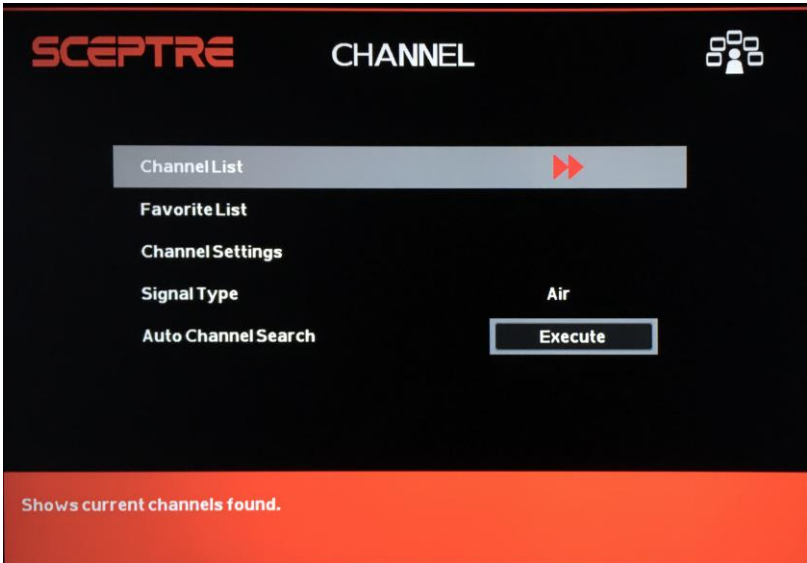 SCEPTRE CHANNEL
Channel List
Favorite List
Channel Settings
Signal Type Air
Auto Channel Search Execute
Shows current channels found.